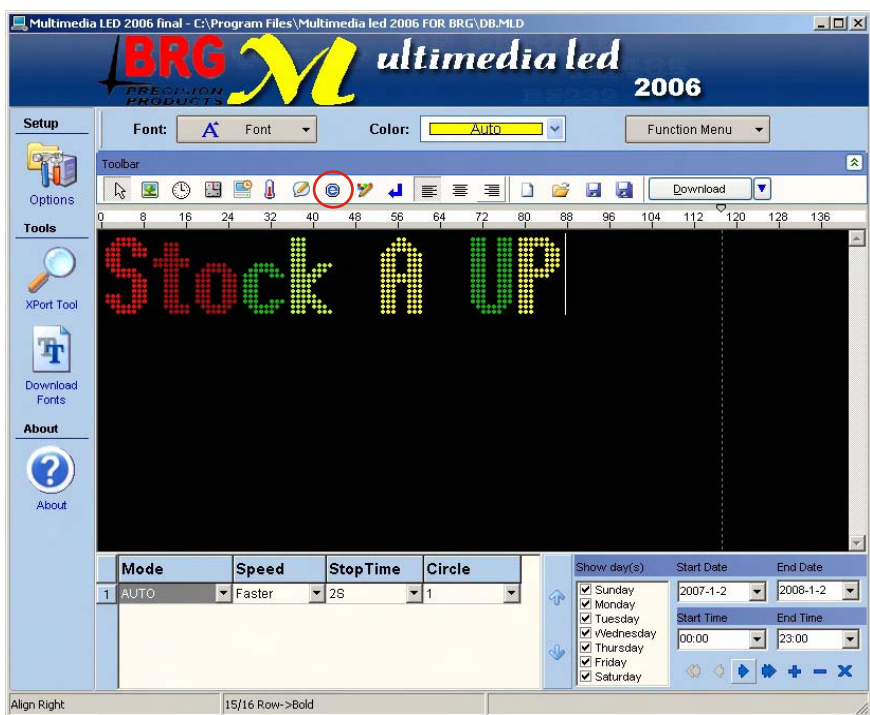 Multimedia LED 2006 final - C:\Program Files\Multimedia led 2006 FOR BRG\DB.MLD
BRG
PRECISION
PRODUCTS
Multimedia led
2006
Setup
Options
Tools
XPort Tool
Download
Fonts
About
About
Font: A Font Color: Auto Function Menu
Toolbar
Download
0 8 16 24 32 40 48 56 64 72 80 88 96 104 112 120 128 136
Stock A UP
Mode Speed StopTime Circle
1 AUTO Faster 2S 1
Show day(s)
Sunday
Monday
Tuesday
Wednesday
Thursday
Friday
Saturday
Start Date End Date
2007-1-2 2008-1-2
Start Time End Time
00:00 23:00
Align Right 15/16 Row->Bold